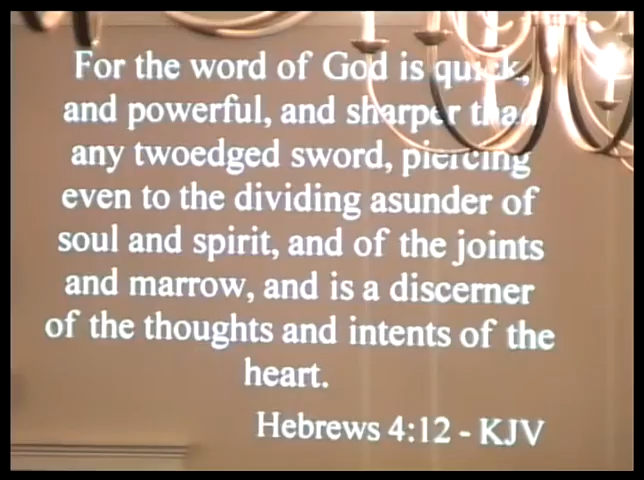 For the word of God is quick,
and powerful, and sharper than
any twoedged sword, piercing
even to the dividing asunder of
soul and spirit, and of the joints
and marrow, and is a discerner
of the thoughts and intents of the
heart.
Hebrews 4:12 - KJV